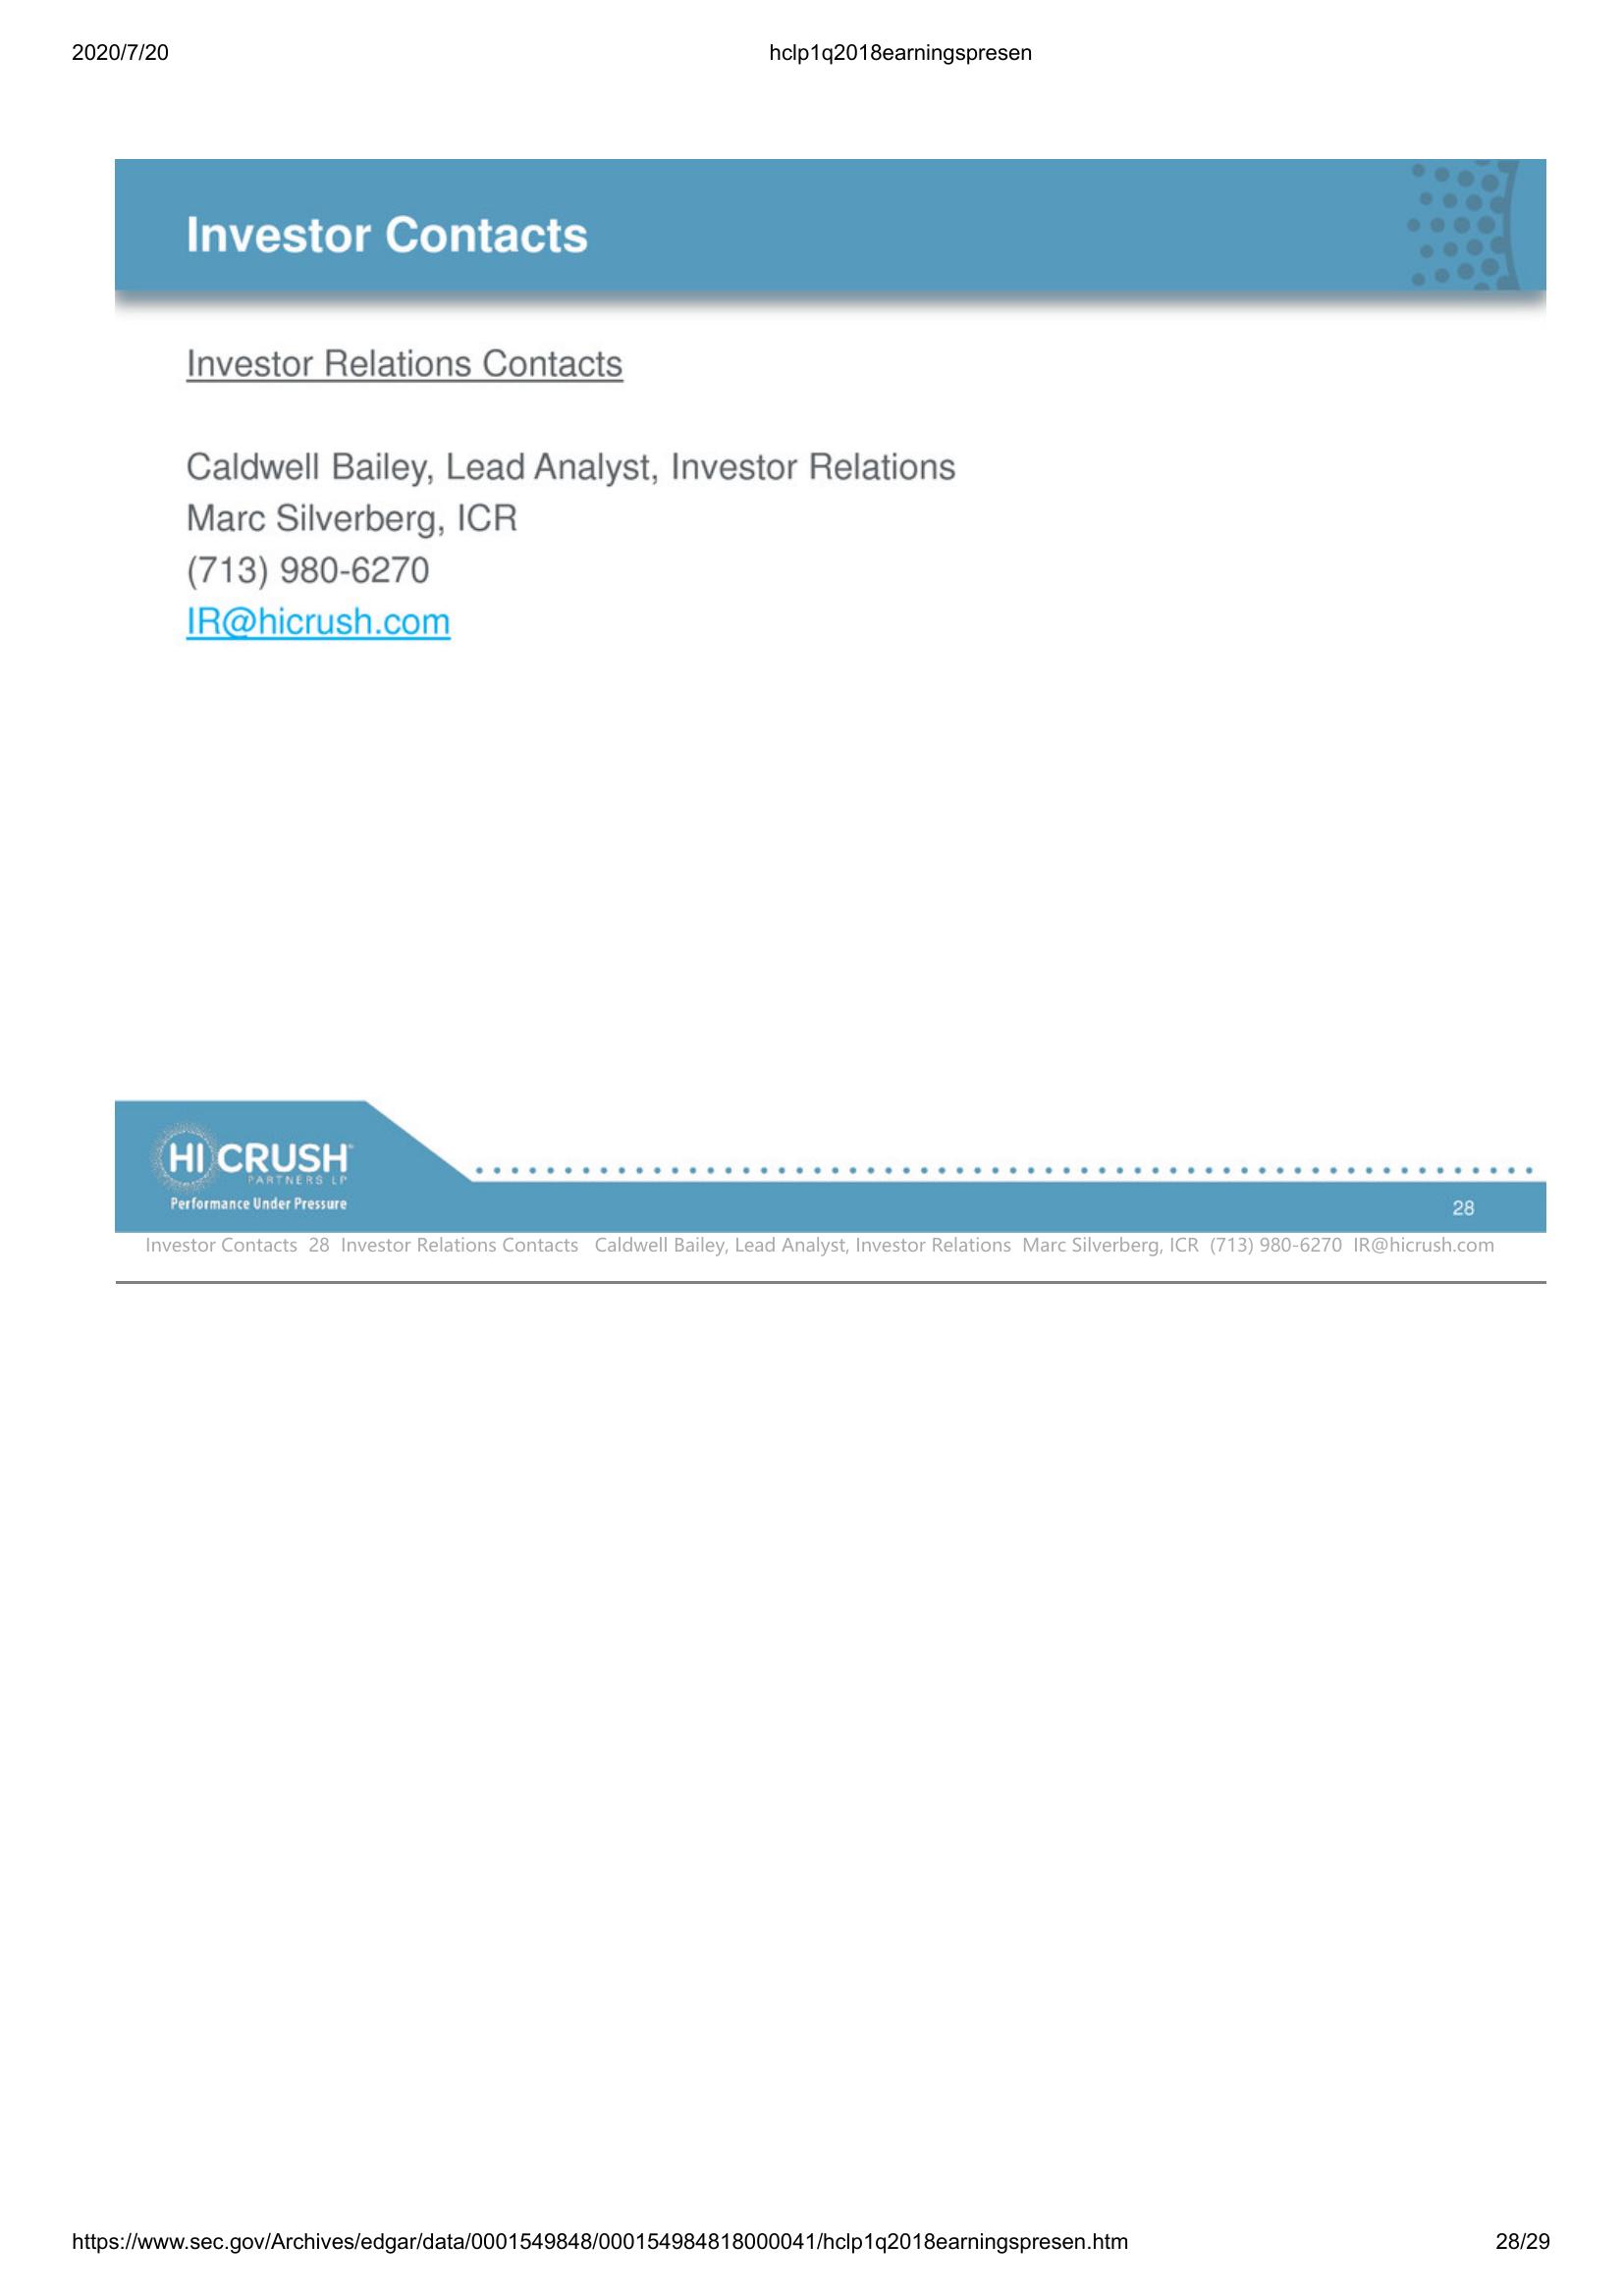 2020/7/20 hclp1q2018earningspresen
Investor Contacts
Investor Relations Contacts
Caldwell Bailey, Lead Analyst, Investor Relations
Marc Silverberg, ICR
(713) 980-6270
IR@hicrush.com
HI CRUSH
PARTNERS LP
Performance Under Pressure
28
Investor Contacts 28 Investor Relations Contacts Caldwell Bailey, Lead Analyst, Investor Relations Marc Silverberg, ICR (713) 980-6270 IR@hicrush.com
https://www.sec.gov/Archives/edgar/data/0001549848/000154984818000041/hclp1q2018earningspresen.htm 28/29